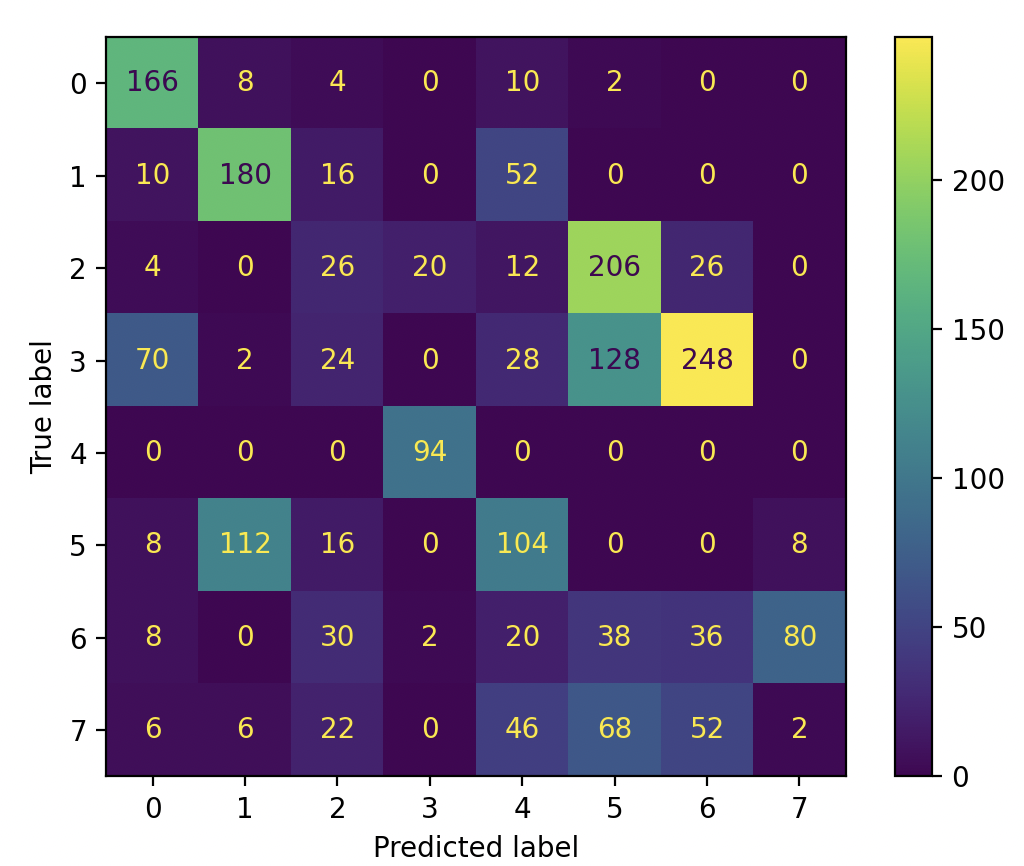 0 166 8 4 0 10 2 0 0
1 10 180 16 0 52 0 0 0
200
2 4 0 26 20 12 206 26 0
150
True label
3 70 2 24 0 28 128 248 0
4 0 0 0 94 0 0 0 0
100
5 8 112 16 0 104 0 0 8
50
6 8 0 30 2 20 38 36 80
7 6 6 22 0 46 68 52 2
0
0 1 2 3 4 5 6 7
Predicted label